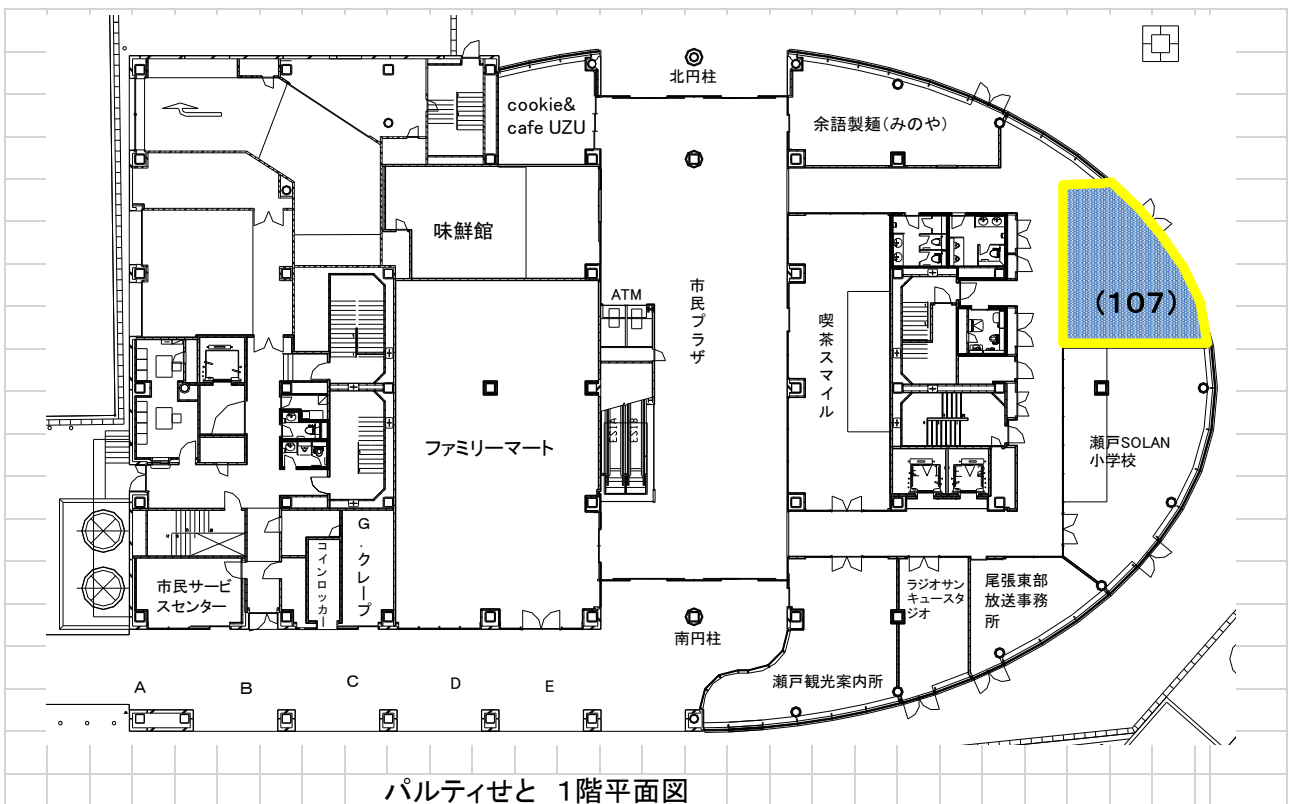 北円柱
cookie&
cafe UZU
余語製麺(みのや)
味鮮館
ATM
市民プラザ
喫茶スマイル
(107)
ファミリーマート
瀬戸SOLAN
小学校
G.クレープ
コインロッカー
市民サービ
スセンター
ラジオサン
キュースタ
ジオ
尾張東部
放送事務
所
南円柱
瀬戸観光案内所
A B C D E
パルティせと 1階平面図